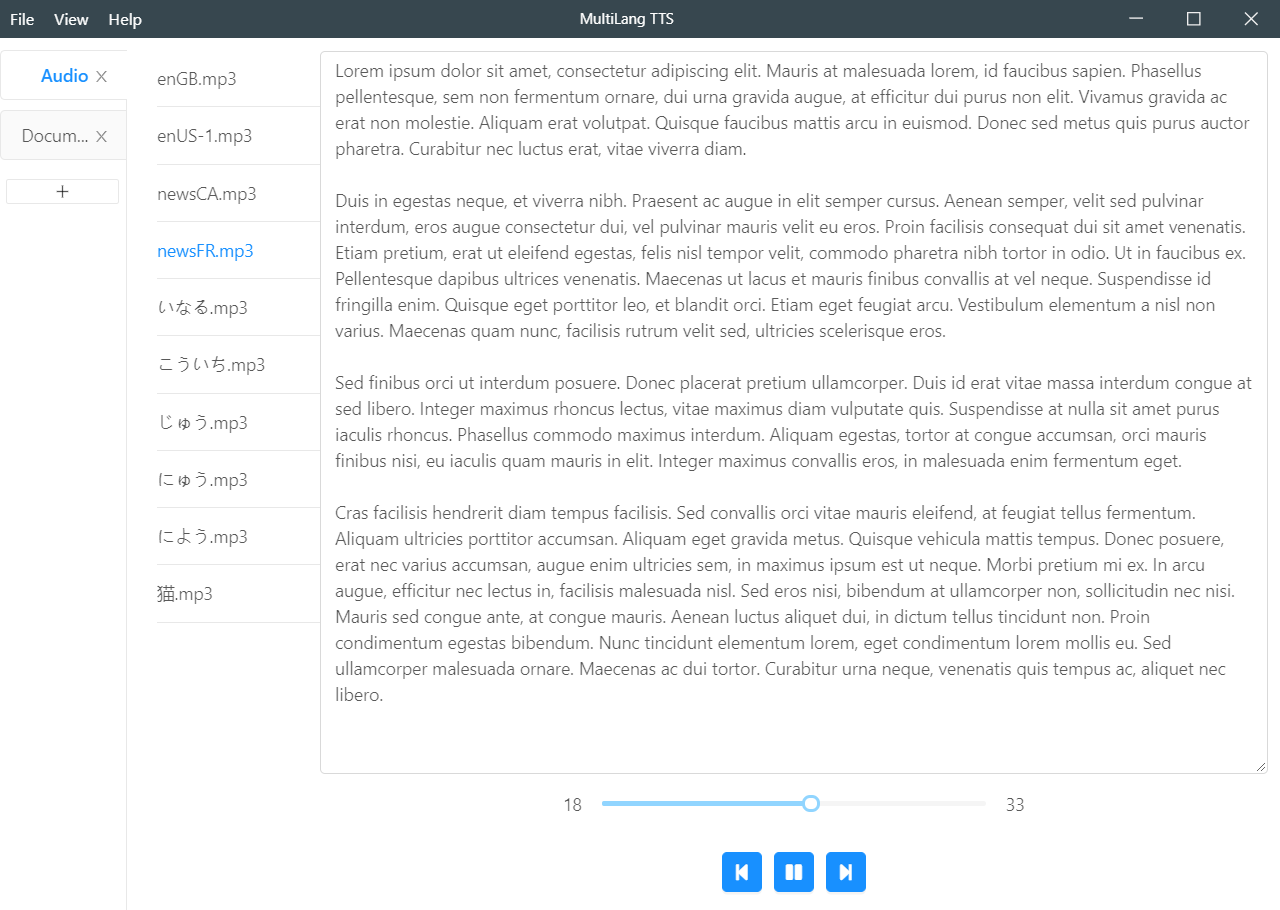 File View Help MultiLang TTS
Audio
Docum...
enGB.mp3
enUS-1.mp3
newsCA.mp3
newsFR.mp3
いなる.mp3
こういち.mp3
じゅう.mp3
にゅう.mp3
によう.mp3
猫.mp3
Lorem ipsum dolor sit amet, consectetur adipiscing elit. Mauris at malesuada lorem, id faucibus sapien. Phasellus
pellentesque, sem non fermentum ornare, dui urna gravida augue, at efficitur dui purus non elit. Vivamus gravida ac
erat non molestie. Aliquam erat volutpat. Quisque faucibus mattis arcu in euismod. Donec sed metus quis purus auctor
pharetra. Curabitur nec luctus erat, vitae viverra diam.
Duis in egestas neque, et viverra nibh. Praesent ac augue in elit semper cursus. Aenean semper, velit sed pulvinar
interdum, eros augue consectetur dui, vel pulvinar mauris velit eu eros. Proin facilisis consequat dui sit amet venenatis.
Etiam pretium, erat ut eleifend egestas, felis nisl tempor velit, commodo pharetra nibh tortor in odio. Ut in faucibus ex.
Pellentesque dapibus ultrices venenatis. Maecenas ut lacus et mauris finibus convallis at vel neque. Suspendisse id
fringilla enim. Quisque eget porttitor leo, et blandit orci. Etiam eget feugiat arcu. Vestibulum elementum a nisl non
varius. Maecenas quam nunc, facilisis rutrum velit sed, ultricies scelerisque eros.
Sed finibus orci ut interdum posuere. Donec placerat pretium ullamcorper. Duis id erat vitae massa interdum congue at
sed libero. Integer maximus rhoncus lectus, vitae maximus diam vulputate quis. Suspendisse at nulla sit amet purus
iaculis rhoncus. Phasellus commodo maximus interdum. Aliquam egestas, tortor at congue accumsan, orci mauris
finibus nisi, eu iaculis quam mauris in elit. Integer maximus convallis eros, in malesuada enim fermentum eget.
Cras facilisis hendrerit diam tempus facilisis. Sed convallis orci vitae mauris eleifend, at feugiat tellus fermentum.
Aliquam ultricies porttitor accumsan. Aliquam eget gravida metus. Quisque vehicula mattis tempus. Donec posuere,
erat nec varius accumsan, augue enim ultricies sem, in maximus ipsum est ut neque. Morbi pretium mi ex. In arcu
augue, efficitur nec lectus in, facilisis malesuada nisl. Sed eros nisi, bibendum at ullamcorper non, sollicitudin nec nisi.
Mauris sed congue ante, at congue mauris. Aenean luctus aliquet dui, in dictum tellus tincidunt non. Proin
condimentum egestas bibendum. Nunc tincidunt elementum lorem, eget condimentum lorem mollis eu. Sed
ullamcorper malesuada ornare. Maecenas ac dui tortor. Curabitur urna neque, venenatis quis tempus ac, aliquet nec
libero.
18 33